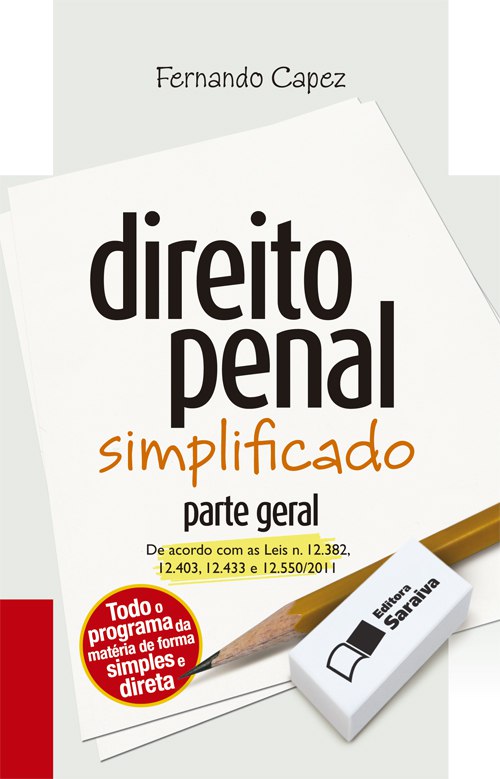 Fernando Capez
direito
penal
simplificado
parte geral
De acordo com as Leis n. 12.382,
12.403, 12.433 e 12.550/2011
Todo o
programa da
matéria de forma
simples e
direta
Editora
Saraiva